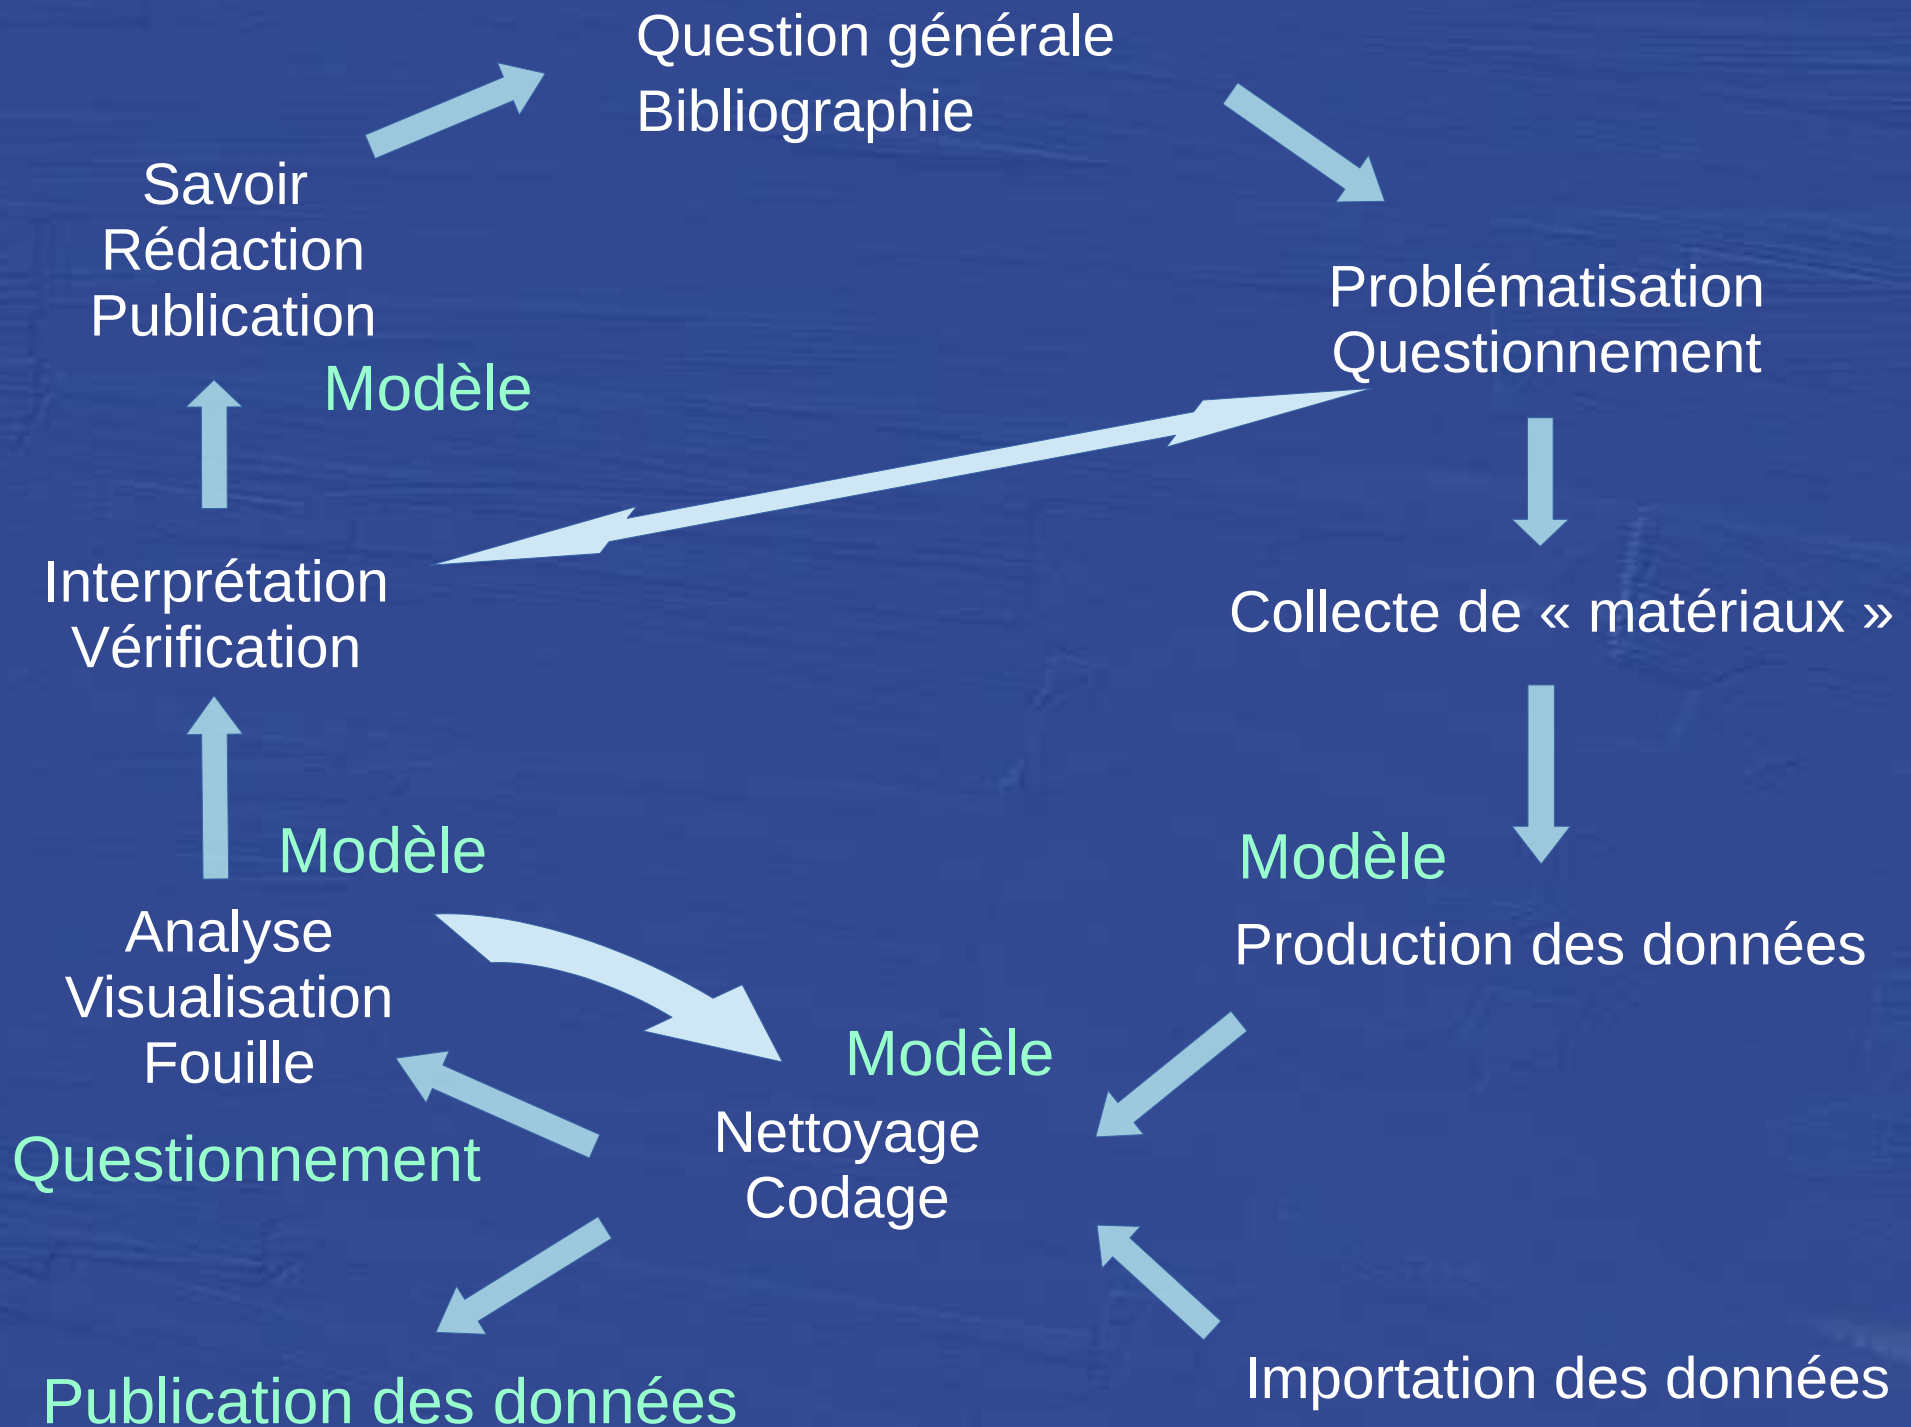 Question générale
Bibliographie
Savoir
Rédaction
Publication
Modèle
Problématisation
Questionnement
Interprétation
Vérification
Collecte de « matériaux »
Modèle
Analyse
Visualisation
Fouille
Questionnement
Modèle
Production des données
Modèle
Nettoyage
Codage
Publication des données
Importation des données